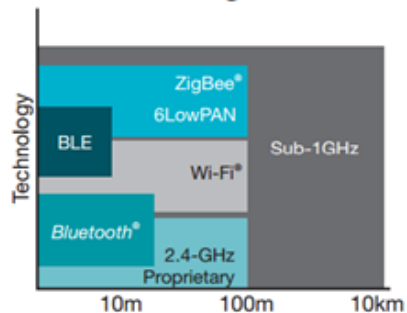 Technology
ZigBee®
6LowPAN
BLE
Sub-1GHz
Wi-Fi®
Bluetooth®
2.4-GHz
Proprietary
10m 100m 10km